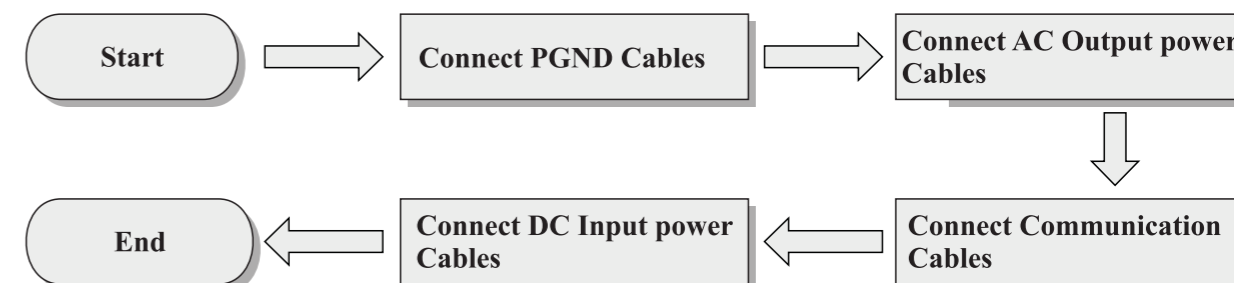 Start
Connect PGND Cables
Connect AC Output power
Cables
Connect Communication
Cables
Connect DC Input power
Cables
End